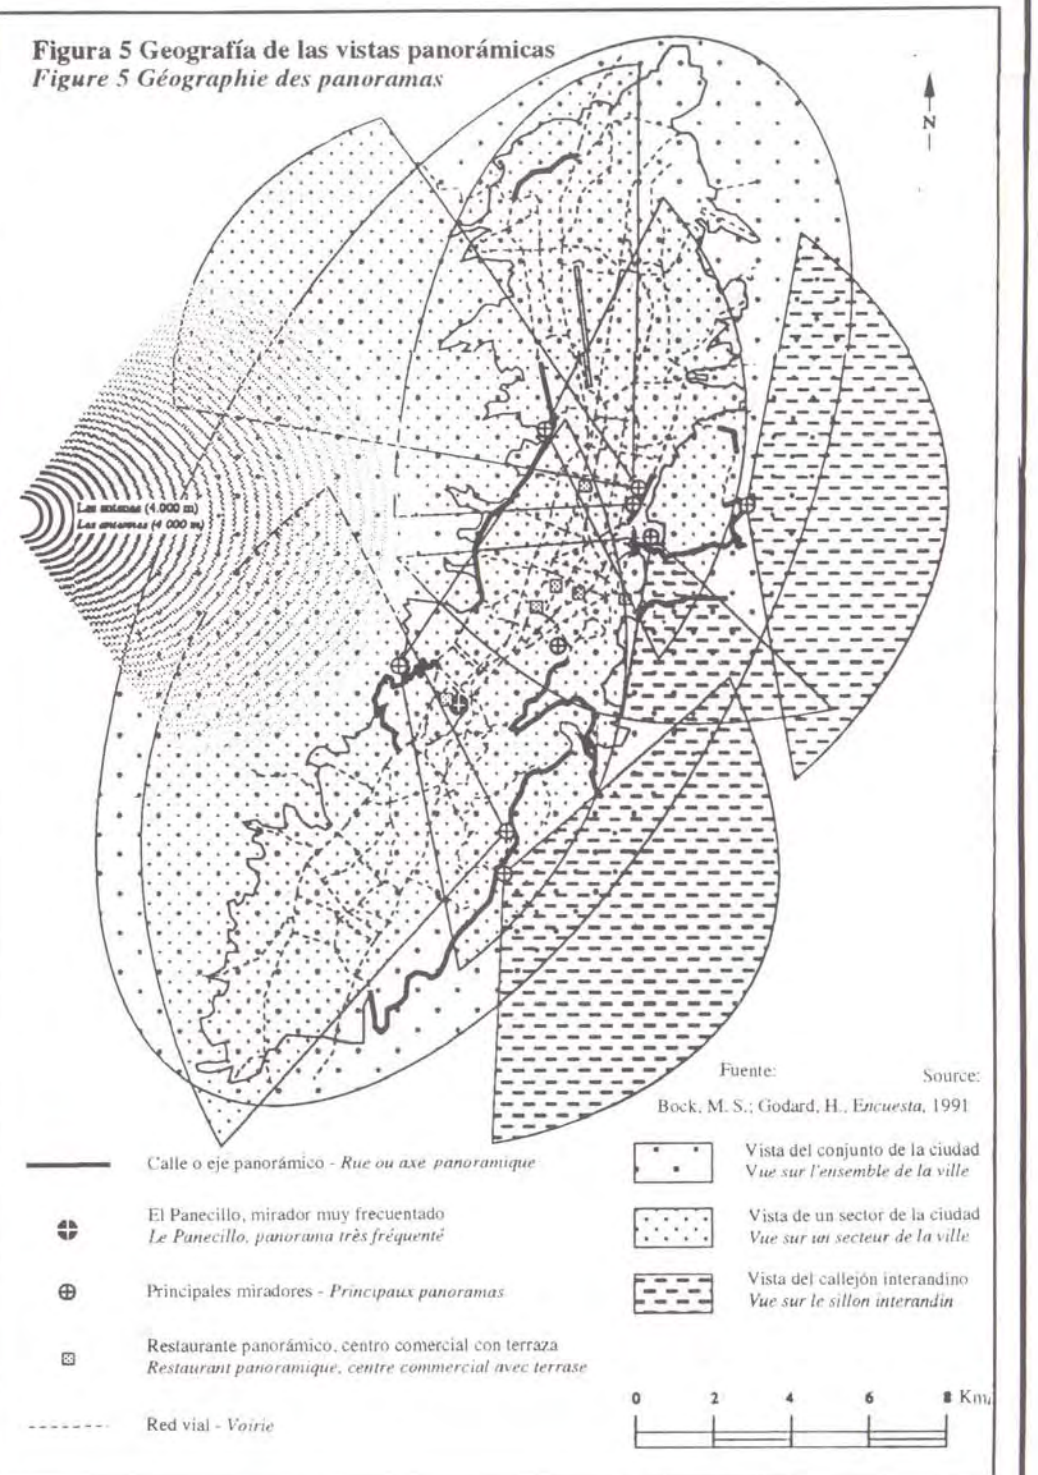 Figura 5 Geografía de las vistas panorámicas
Figure 5 Géographie des panoramas
N
Las antenas (4.000 m)
Les antennes (4 000 m)
Fuente:
Source:
Bock, M. S.; Godard, H., Encuesta, 1991
Calle o eje panorámico - Rue ou axe panoramique
El Panecillo, mirador muy frecuentado
Le Panecillo, panorama très fréquenté
Principales miradores - Principaux panoramas
Restaurante panorámico, centro comercial con terraza
Restaurant panoramique, centre commercial avec terrase
Red vial - Voirie
Vista del conjunto de la ciudad
Vue sur l'ensemble de la ville
Vista de un sector de la ciudad
Vue sur un secteur de la ville
Vista del callejón interandino
Vue sur le sillon interandin
0 2 4 6 8 Km.